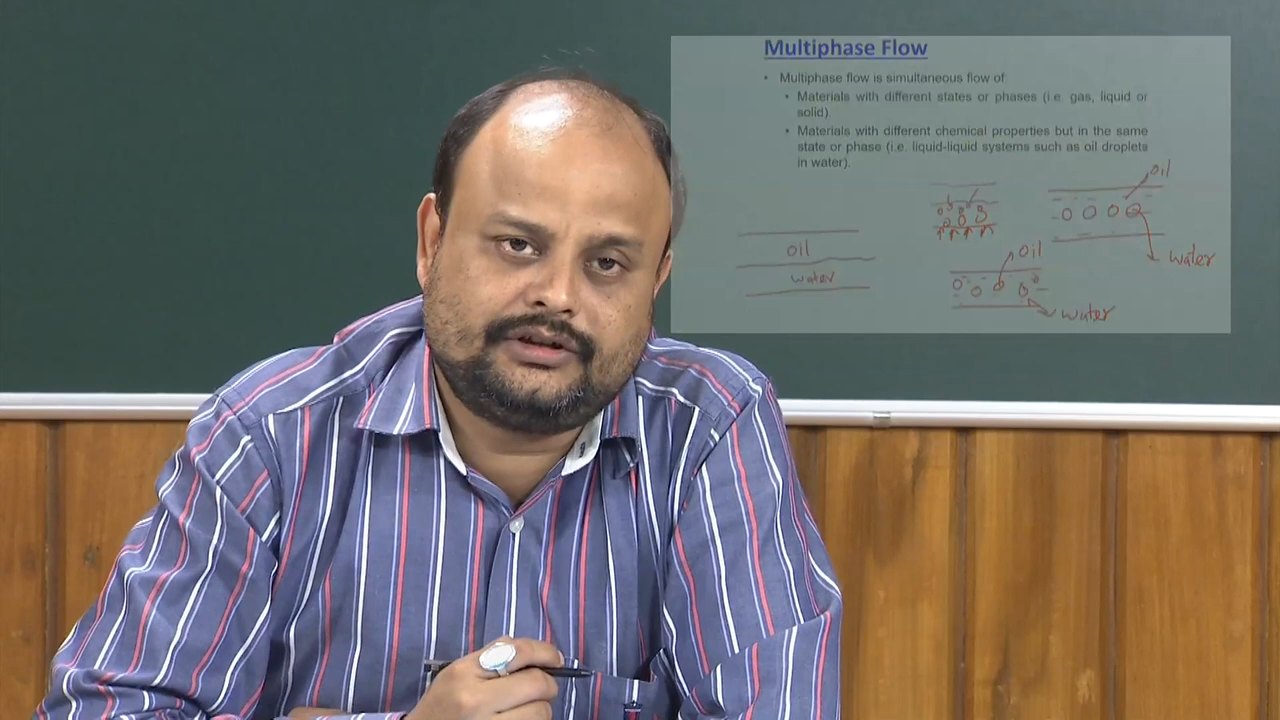 Multiphase Flow
• Multiphase flow is simultaneous flow of:
• Materials with different states or phases (i.e. gas, liquid or
solid).
• Materials with different chemical properties but in the same
state or phase (i.e. liquid-liquid systems such as oil droplets
in water).
oil
oil
water
oil
water
water